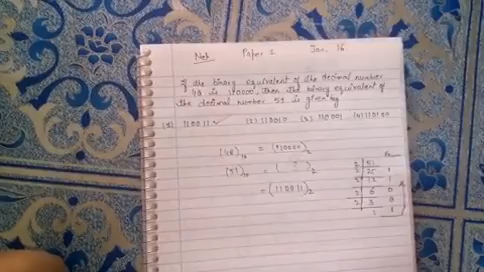 Net Paper I Jan. 16
If the binary equivalent of the decimal number
48 is 110000, then the binary equivalent of
the decimal number 51 is given by
(1) 110011 ✓ (2) 110010 (3) 110001 (4) 110100
(48)₁₀ = (110000)₂
(51)₁₀ = ( ? )₂
= (110011)₂
2 51
2 25 1
2 12 1
2 6 0
2 3 0
1 1